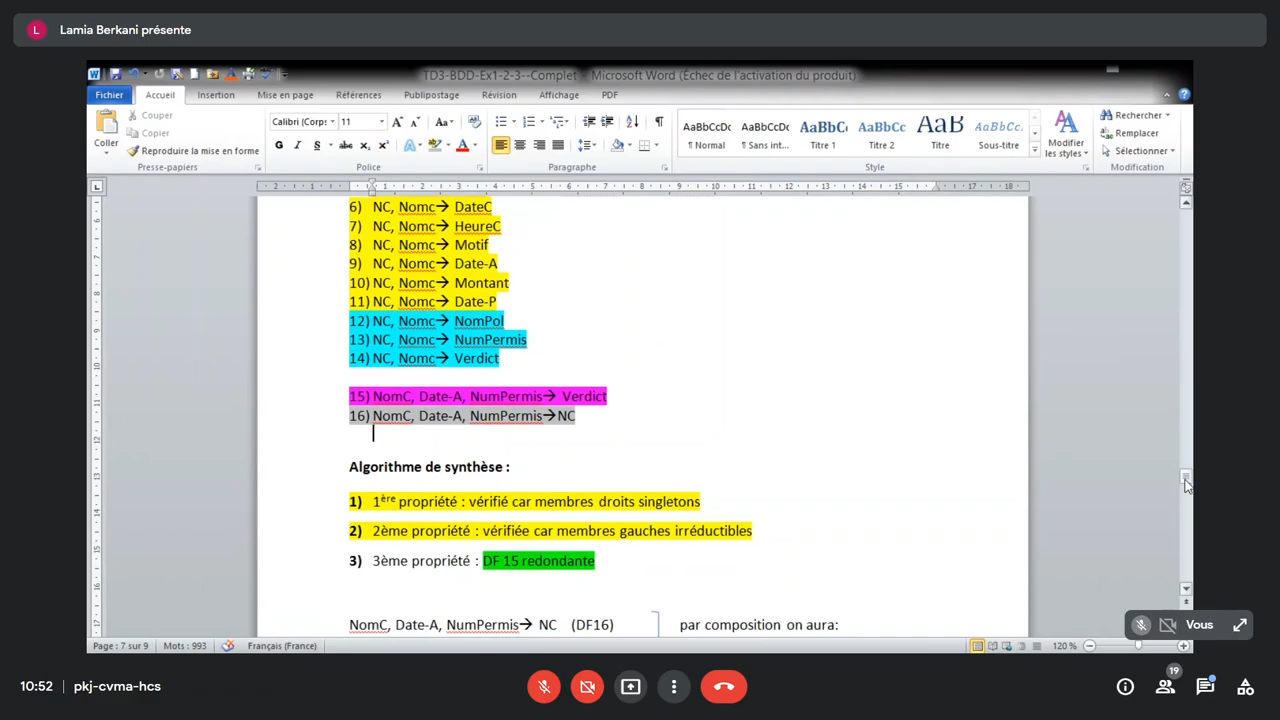 L Lamia Berkani présente
TD3-BDD-Ex1-2-3--Complet - Microsoft Word (Échec de l'activation du produit)
Fichier Accueil Insertion Mise en page Références Publipostage Révision Affichage PDF
Couper
Copier
Reproduire la mise en forme
Coller
Presse-papiers
Calibri (Corps 11
G I S abc x₂ x²
Police
Paragraphe
AaBbCcDc AaBbCcDc AaBbC AaBbCc AaB AaBbCc.
¶ Normal ¶ Sans int... Titre 1 Titre 2 Titre Sous-titre
Style
Modifier les styles
Rechercher
Remplacer
Sélectionner
Modification
6) NC, Nomc→ DateC
7) NC, Nomc→ HeureC
8) NC, Nomc→ Motif
9) NC, Nomc→ Date-A
10) NC, Nomc→ Montant
11) NC, Nomc→ Date-P
12) NC, Nomc→ NomPol
13) NC, Nomc→ NumPermis
14) NC, Nomc→ Verdict
15) NomC, Date-A, NumPermis→ Verdict
16) NomC, Date-A, NumPermis→NC
Algorithme de synthèse :
1) 1ère propriété : vérifié car membres droits singletons
2) 2ème propriété : vérifiée car membres gauches irréductibles
3) 3ème propriété : DF 15 redondante
NomC, Date-A, NumPermis→ NC (DF16) par composition on aura:
Page : 7 sur 9 Mots : 993 Français (France) 120 %
Vous
10:52 pkj-cvma-hcs
19